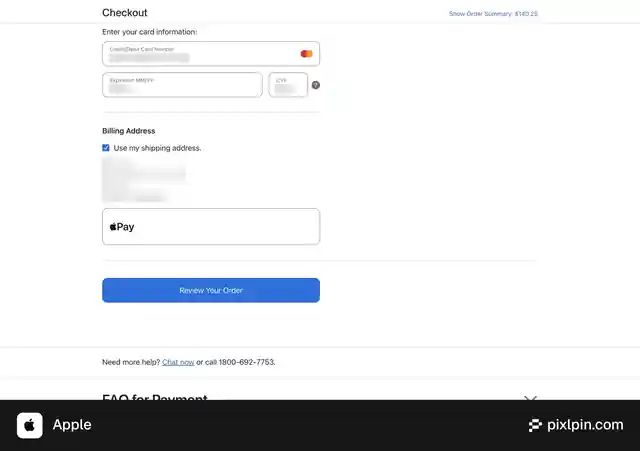 Checkout
Show Order Summary: $140.25
Enter your card information:
Credit/Debit Card Number
Expiration MM/YY
CVV
?
Billing Address
Use my shipping address.
Pay
Review Your Order
Need more help? Chat now or call 1800-692-7753.
FAQ for Payment
Apple
pixlpin.com